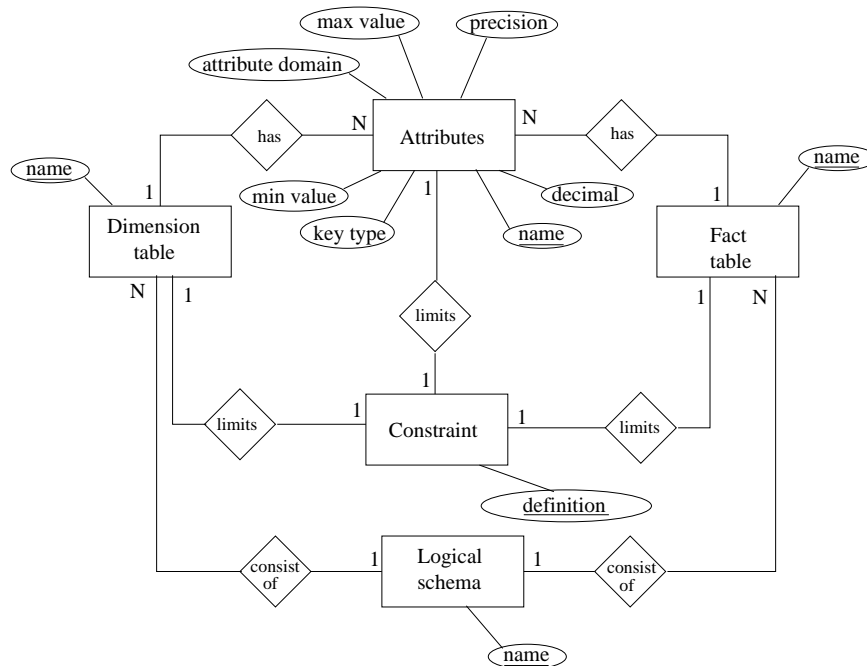 max value
precision
attribute domain
has
N
Attributes
N
has
name
1
min value
key type
1
name
decimal
1
name
Dimension
table
Fact
table
N
1
limits
1
N
1
limits
1
Constraint
1
limits
definition
consist
of
1
Logical
schema
1
consist
of
name